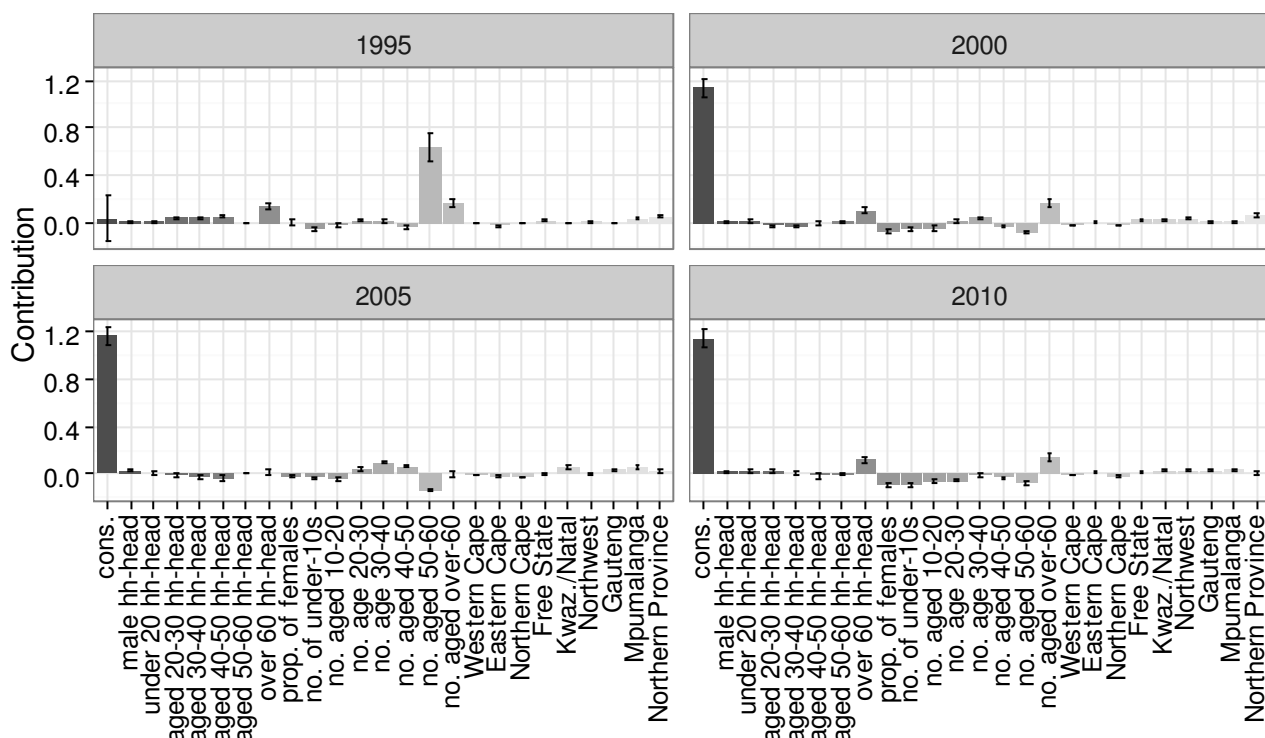 1995
2000
1.2
0.8
0.4
0.0
Contribution
2005
2010
1.2
0.8
0.4
0.0
cons.
male hh-head
under 20 hh-head
aged 20-30 hh-head
aged 30-40 hh-head
aged 40-50 hh-head
aged 50-60 hh-head
over 60 hh-head
prop. of females
no. of under-10s
no. aged 10-20
no. age 20-30
no. age 30-40
no. aged 40-50
no. aged 50-60
no. aged over-60
Western Cape
Eastern Cape
Northern Cape
Free State
Kwaz./Natal
Northwest
Gauteng
Mpumalanga
Northern Province
cons.
male hh-head
under 20 hh-head
aged 20-30 hh-head
aged 30-40 hh-head
aged 40-50 hh-head
aged 50-60 hh-head
over 60 hh-head
prop. of females
no. of under-10s
no. aged 10-20
no. age 20-30
no. age 30-40
no. aged 40-50
no. aged 50-60
no. aged over-60
Western Cape
Eastern Cape
Northern Cape
Free State
Kwaz./Natal
Northwest
Gauteng
Mpumalanga
Northern Province